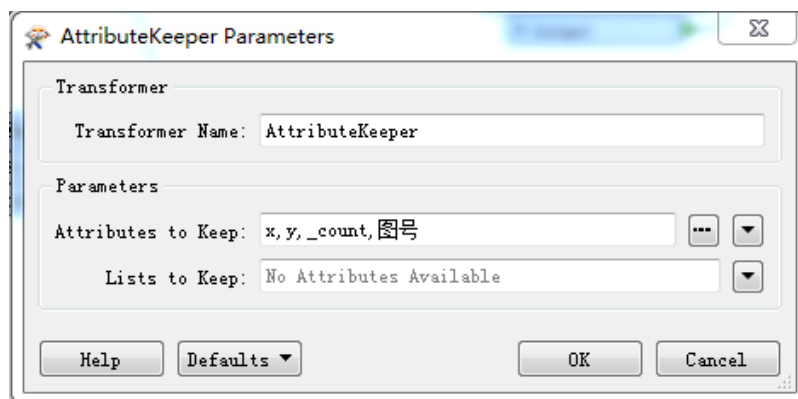 AttributeKeeper Parameters
Transformer
Transformer Name: AttributeKeeper
Parameters
Attributes to Keep: x,y,_count,图号
Lists to Keep: No Attributes Available
Help Defaults OK Cancel